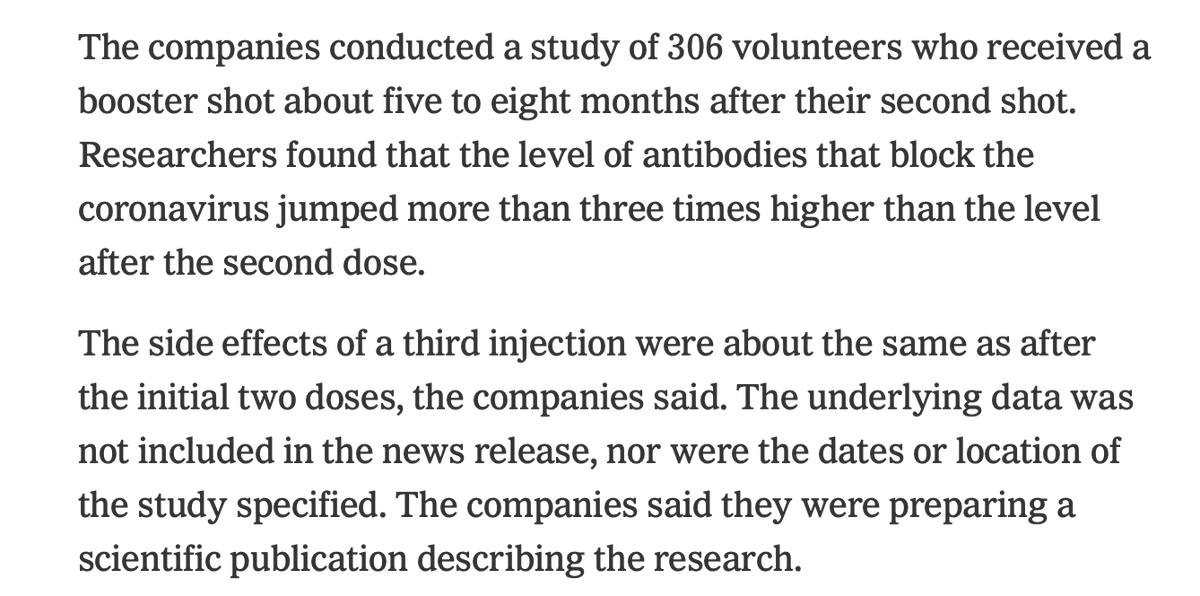 The companies conducted a study of 306 volunteers who received a
booster shot about five to eight months after their second shot.
Researchers found that the level of antibodies that block the
coronavirus jumped more than three times higher than the level
after the second dose.
The side effects of a third injection were about the same as after
the initial two doses, the companies said. The underlying data was
not included in the news release, nor were the dates or location of
the study specified. The companies said they were preparing a
scientific publication describing the research.